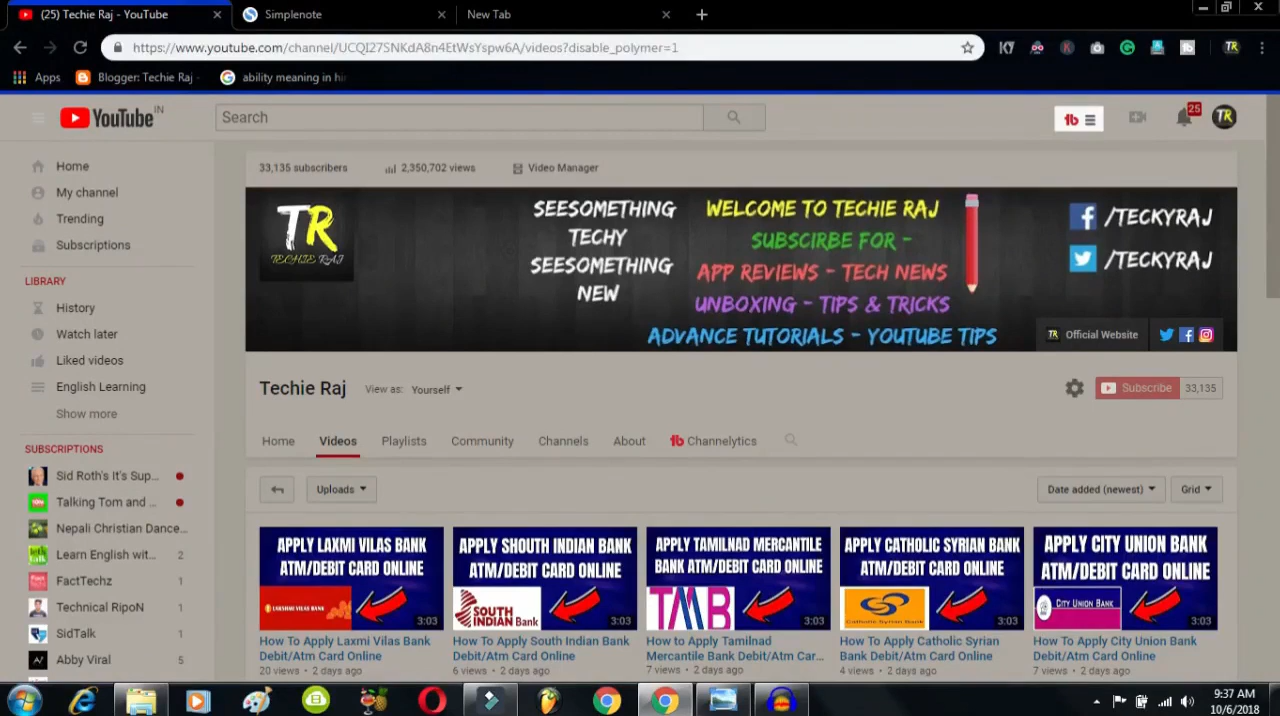 (25) Techie Raj - YouTube
Simplenote
New Tab
https://www.youtube.com/channel/UCQI27SNKdA8n4EtWsYspw6A/videos?disable_polymer=1
Apps
Blogger: Techie Raj -
ability meaning in hin
YouTube IN
Search
25
TR
33,135 subscribers
2,350,702 views
Video Manager
Home
My channel
Trending
Subscriptions
LIBRARY
History
Watch later
Liked videos
English Learning
Show more
SUBSCRIPTIONS
Sid Roth's It's Sup...
Talking Tom and ...
Nepali Christian Dance...
Learn English wit... 2
FactTechz 1
Technical RipoN 1
SidTalk 1
Abby Viral 5
TR
TECHIE RAJ
SEESOMETHING
TECHY
SEESOMETHING
NEW
WELCOME TO TECHIE RAJ
SUBSCIRBE FOR -
APP REVIEWS - TECH NEWS
UNBOXING - TIPS & TRICKS
ADVANCE TUTORIALS - YOUTUBE TIPS
/TECKYRAJ
/TECKYRAJ
TR Official Website
Techie Raj
View as: Yourself
Subscribe 33,135
Home
Videos
Playlists
Community
Channels
About
Channelytics
Uploads
Date added (newest)
Grid
APPLY LAXMI VILAS BANK
ATM/DEBIT CARD ONLINE
LAKSHMI VILAS BANK
3:03
How To Apply Laxmi Vilas Bank
Debit/Atm Card Online
20 views • 2 days ago
APPLY SHOUTH INDIAN BANK
ATM/DEBIT CARD ONLINE
SOUTH
INDIAN Bank
3:03
How To Apply South Indian Bank
Debit/Atm Card Online
6 views • 2 days ago
APPLY TAMILNAD MERCANTILE
BANK ATM/DEBIT CARD ONLINE
TMB
3:03
How to Apply Tamilnad
Mercantile Bank Debit/Atm Car...
7 views • 2 days ago
APPLY CATHOLIC SYRIAN BANK
ATM/DEBIT CARD ONLINE
Catholic Syrian Bank
3:03
How To Apply Catholic Syrian
Bank Debit/Atm Card Online
4 views • 2 days ago
APPLY CITY UNION BANK
ATM/DEBIT CARD ONLINE
CITY UNION BANK
3:03
How To Apply City Union Bank
Debit/Atm Card Online
7 views • 2 days ago
9:37 AM
10/6/2018